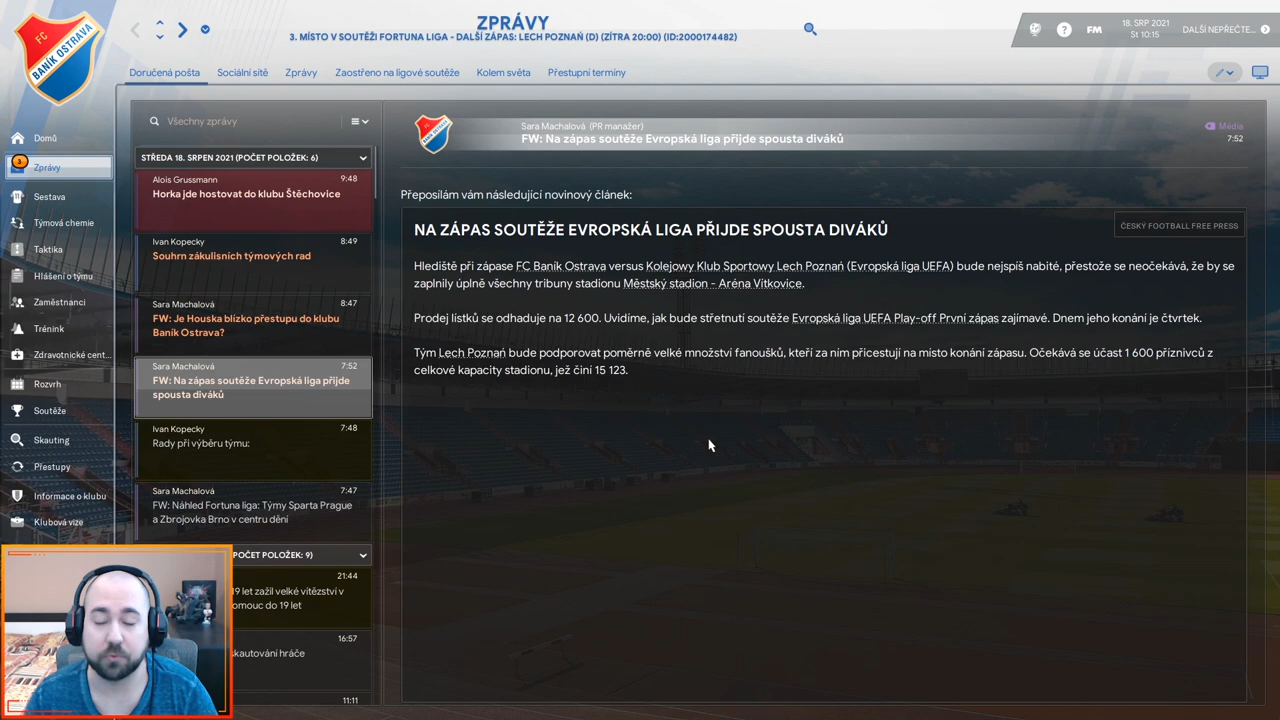 FC
BANÍK OSTRAVA
ZPRÁVY
3. MÍSTO V SOUTĚŽI FORTUNA LIGA - DALŠÍ ZÁPAS: LECH POZNAŃ (D) (ZÍTRA 20:00) (ID:2000174482)
FM
18. SRP 2021
St 10:15
DALŠÍ NEPŘEČTE...
Doručená pošta
Sociální sítě
Zprávy
Zaostřeno na lígové soutěže
Kolem světa
Přestupní termíny
Domů
3
Zprávy
Sestava
Týmová chemie
Taktika
Hlášení o týmu
Zaměstnanci
Trénink
Zdravotnické cent...
Rozvrh
Soutěže
Skauting
Přestupy
Informace o klubu
Klubová vize
Všechny zprávy
STŘEDA 18. SRPEN 2021 (POČET POLOŽEK: 6)
Alois Grussmann 9:48
Horka jde hostovat do klubu Štěchovice
Ivan Kopecky 8:49
Souhrn zákulisních týmových rad
Sara Machalová 8:47
FW: Je Houska blízko přestupu do klubu
Baník Ostrava?
Sara Machalová 7:52
FW: Na zápas soutěže Evropská liga přijde
spousta diváků
Ivan Kopecky 7:48
Rady při výběru týmu:
Sara Machalová 7:47
FW: Náhled Fortuna liga: Týmy Sparta Prague
a Zbrojovka Brno v centru dění
POČET POLOŽEK: 9)
21:44
19 let zažil velké vítězství v
omouc do 19 let
16:57
skautování hráče
11:11
Sara Machalová (PR manažer)
FW: Na zápas soutěže Evropská liga přijde spousta diváků
Média
7:52
Přeposílám vám následující novinový článek:
NA ZÁPAS SOUTĚŽE EVROPSKÁ LIGA PŘIJDE SPOUSTA DIVÁKŮ
ČESKÝ FOOTBALL FREE PRESS
Hlediště při zápase FC Baník Ostrava versus Kolejowy Klub Sportowy Lech Poznań (Evropská liga UEFA) bude nejspíš nabité, přestože se neočekává, že by se
zaplnily úplně všechny tribuny stadionu Městský stadion - Aréna Vitkovice.
Prodej lístků se odhaduje na 12 600. Uvidíme, jak bude střetnutí soutěže Evropská liga UEFA Play-off První zápas zajímavé. Dnem jeho konání je čtvrtek.
Tým Lech Poznań bude podporovat poměrně velké množství fanoušků, kteří za ním přicestují na místo konání zápasu. Očekává se účast 1 600 příznivců z
celkové kapacity stadionu, jež činí 15 123.